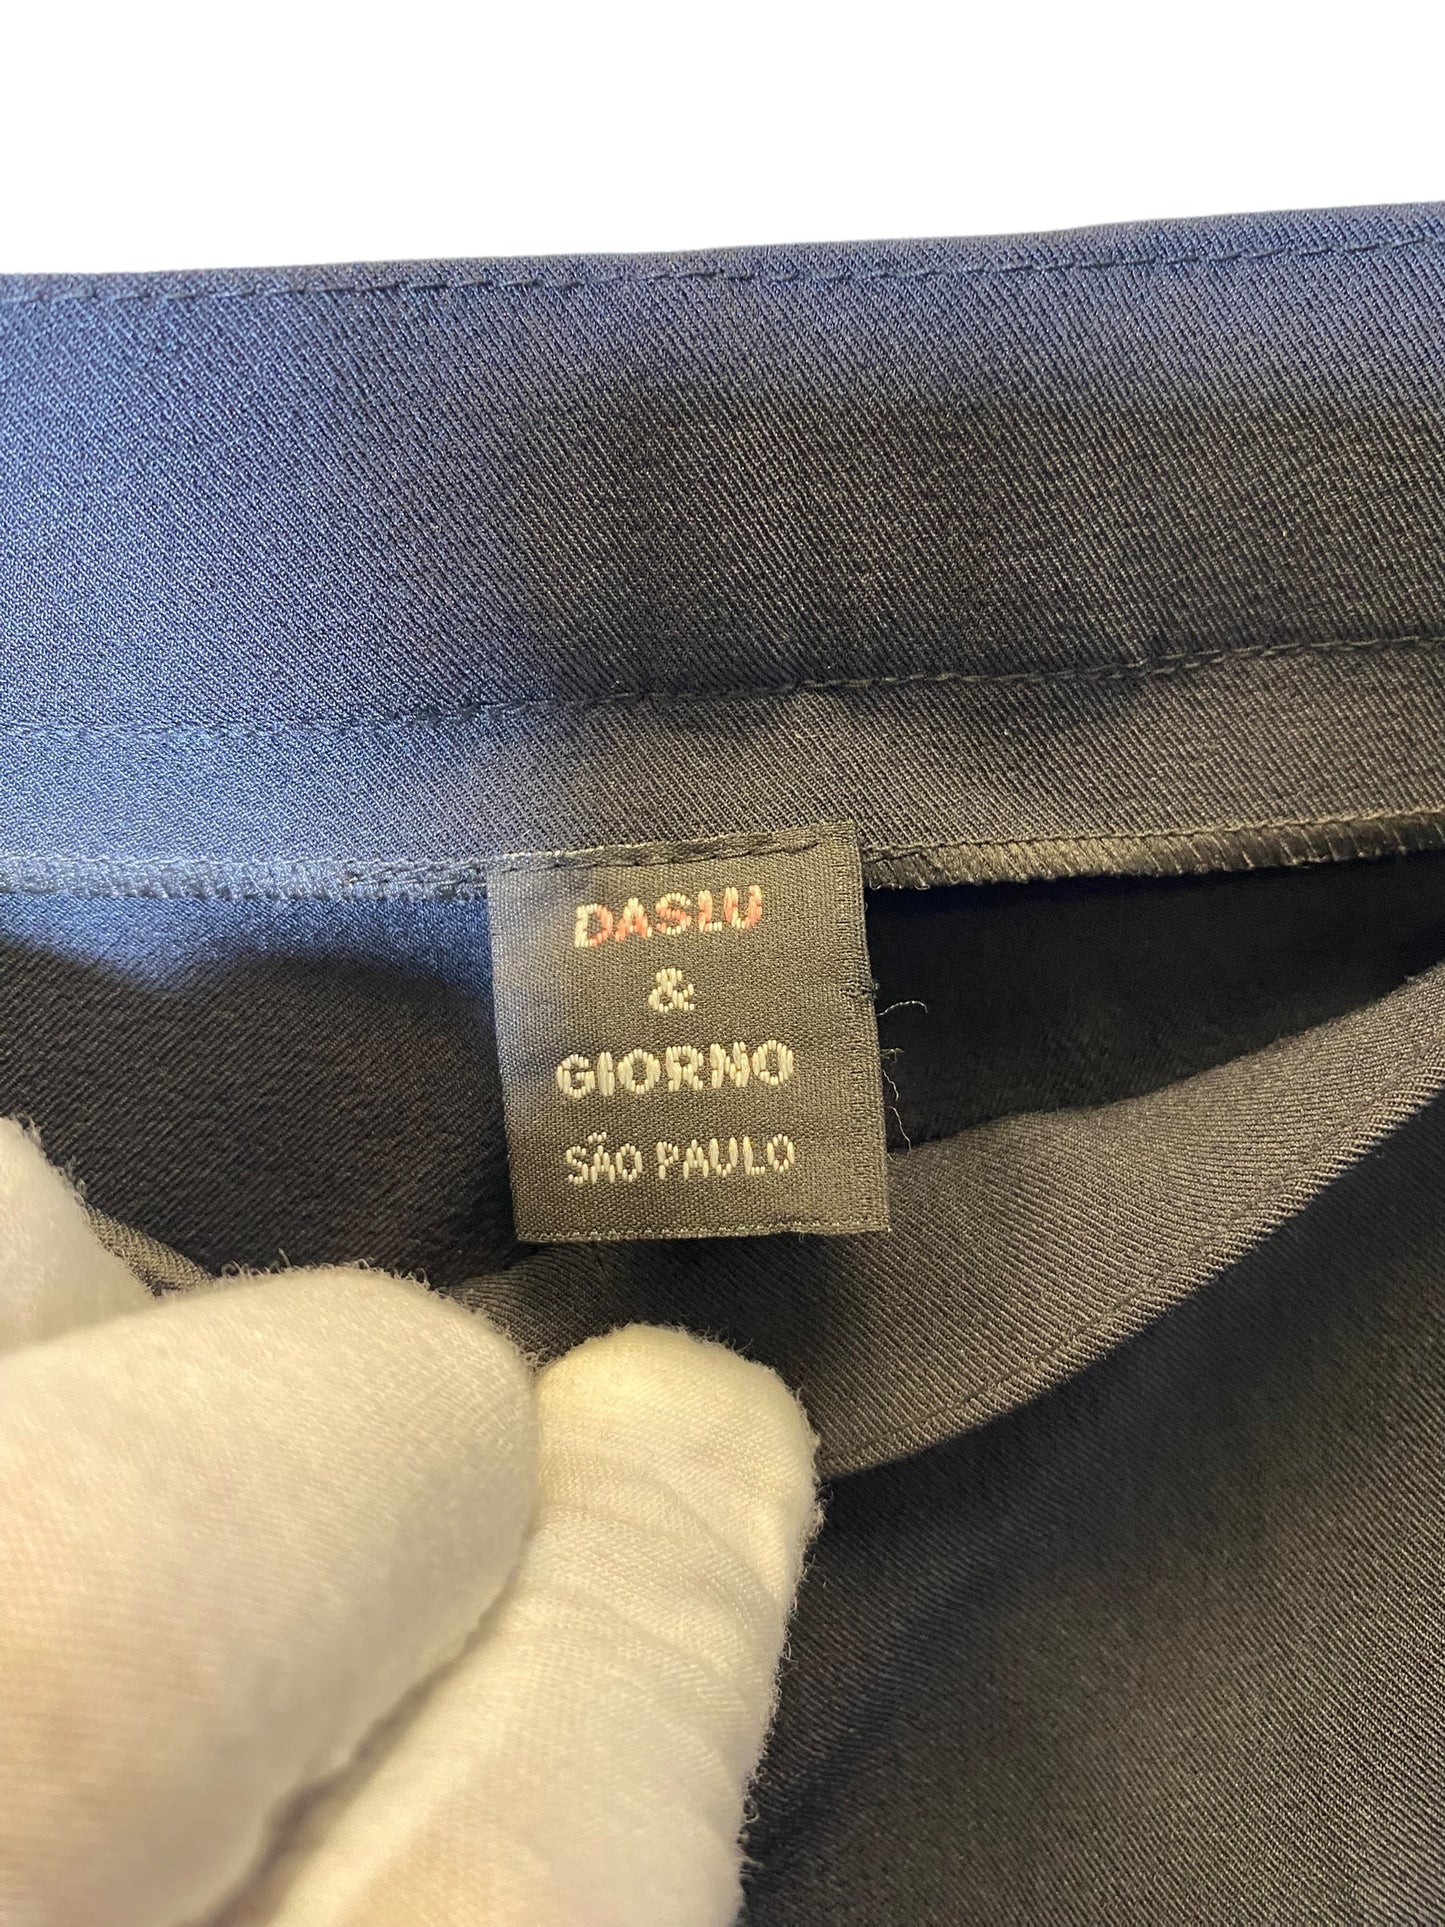 DASLU
&
GIORNO
SÃO PAULO